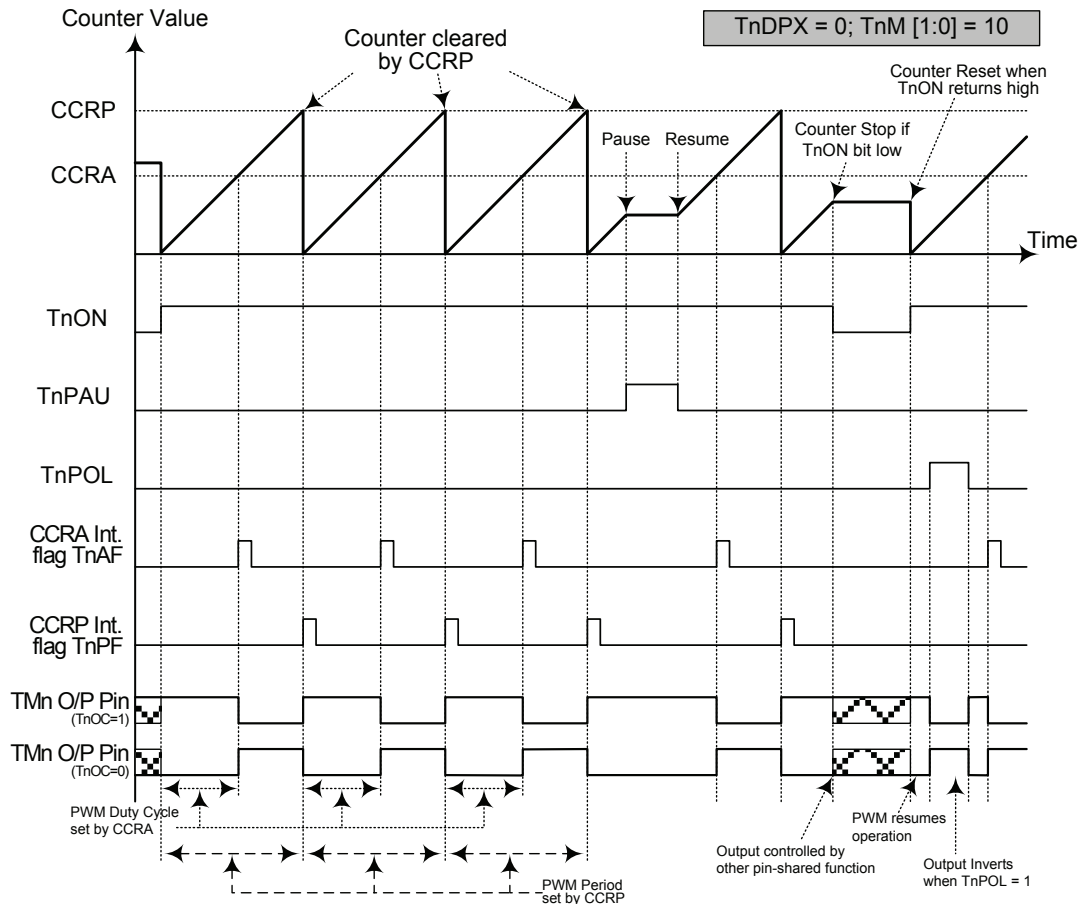 Counter Value
TnDPX = 0; TnM [1:0] = 10
Counter cleared
by CCRP
Counter Reset when
TnON returns high
CCRP
Pause
Resume
Counter Stop if
TnON bit low
CCRA
Time
TnON
TnPAU
TnPOL
CCRA Int.
flag TnAF
CCRP Int.
flag TnPF
TMn O/P Pin
(TnOC=1)
TMn O/P Pin
(TnOC=0)
PWM Duty Cycle
set by CCRA
PWM resumes
operation
Output controlled by
other pin-shared function
Output Inverts
when TnPOL = 1
PWM Period
set by CCRP